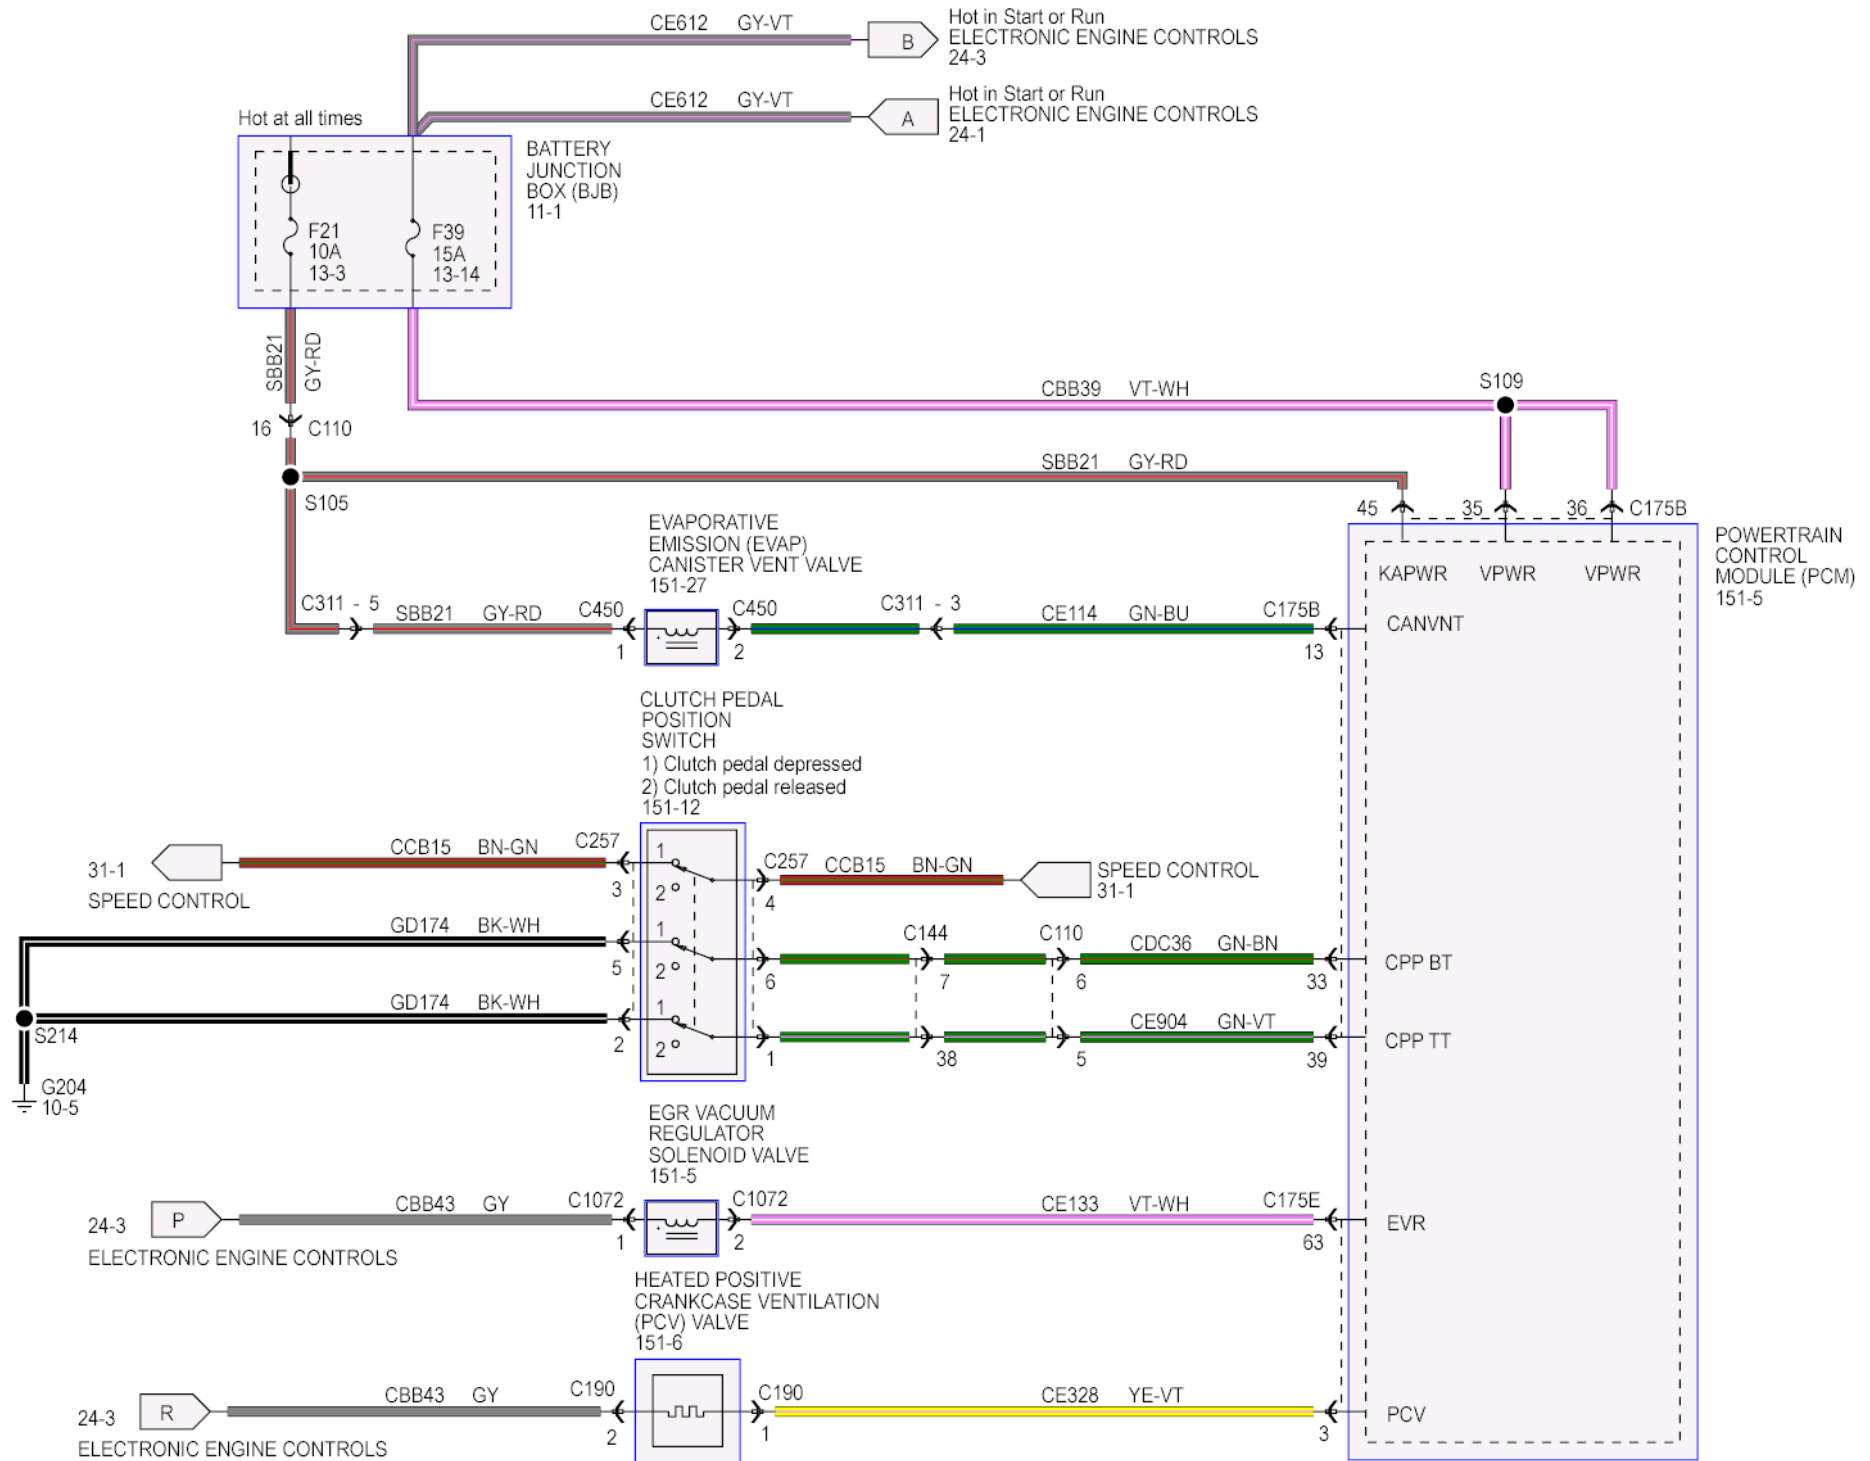 CE612 GY-VT
B
Hot in Start or Run
ELECTRONIC ENGINE CONTROLS
24-3
CE612 GY-VT
A
Hot in Start or Run
ELECTRONIC ENGINE CONTROLS
24-1
Hot at all times
BATTERY
JUNCTION
BOX (BJB)
11-1
F21
10A
13-3
F39
15A
13-14
SBB21
GY-RD
CBB39 VT-WH
S109
16 C110
SBB21 GY-RD
S105
45 35 36 C175B
POWERTRAIN
CONTROL
MODULE (PCM)
151-5
KAPWR VPWR VPWR
EVAPORATIVE
EMISSION (EVAP)
CANISTER VENT VALVE
151-27
C311 - 5
SBB21 GY-RD
C450
1
C450
2
C311 - 3
CE114 GN-BU
C175B
13
CANVNT
CLUTCH PEDAL
POSITION
SWITCH
1) Clutch pedal depressed
2) Clutch pedal released
151-12
31-1
SPEED CONTROL
CCB15 BN-GN
C257
3
1
2
C257
4
CCB15 BN-GN
SPEED CONTROL
31-1
GD174 BK-WH
5
1
2
6
C144
7
C110
6
CDC36 GN-BN
33
CPP BT
GD174 BK-WH
2
1
2
1
38
5
CE904 GN-VT
39
CPP TT
S214
G204
10-5
EGR VACUUM
REGULATOR
SOLENOID VALVE
151-5
24-3
P
ELECTRONIC ENGINE CONTROLS
CBB43 GY
C1072
1
C1072
2
CE133 VT-WH
C175E
63
EVR
HEATED POSITIVE
CRANKCASE VENTILATION
(PCV) VALVE
151-6
24-3
R
ELECTRONIC ENGINE CONTROLS
CBB43 GY
C190
2
C190
1
CE328 YE-VT
3
PCV